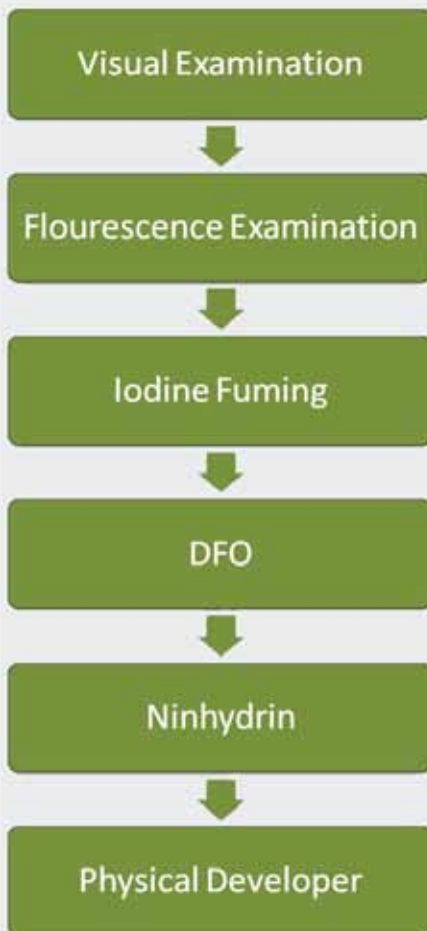 Visual Examination
Flourescence Examination
Iodine Fuming
DFO
Ninhydrin
Physical Developer